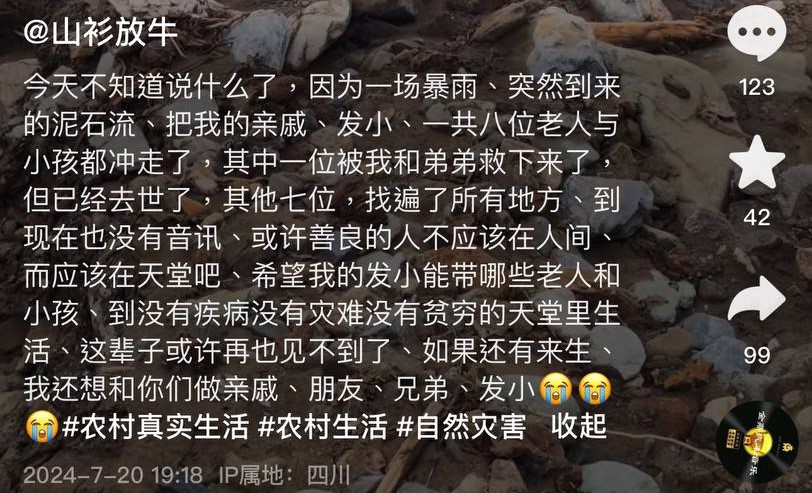 @山衫放牛
今天不知道说什么了，因为一场暴雨、突然到来
的泥石流、把我的亲戚、发小、一共八位老人与
小孩都冲走了，其中一位被我和弟弟救下来了，
但已经去世了，其他七位，找遍了所有地方、到
现在也没有音讯、或许善良的人不应该在人间、
而应该在天堂吧、希望我的发小能带哪些老人和
小孩、到没有疾病没有灾难没有贫穷的天堂里生
活、这辈子或许再也见不到了、如果还有来生、
我还想和你们做亲戚、朋友、兄弟、发小😭😭
😭#农村真实生活 #农村生活 #自然灾害 收起
2024-7-20 19:18 IP属地：四川
123
42
99